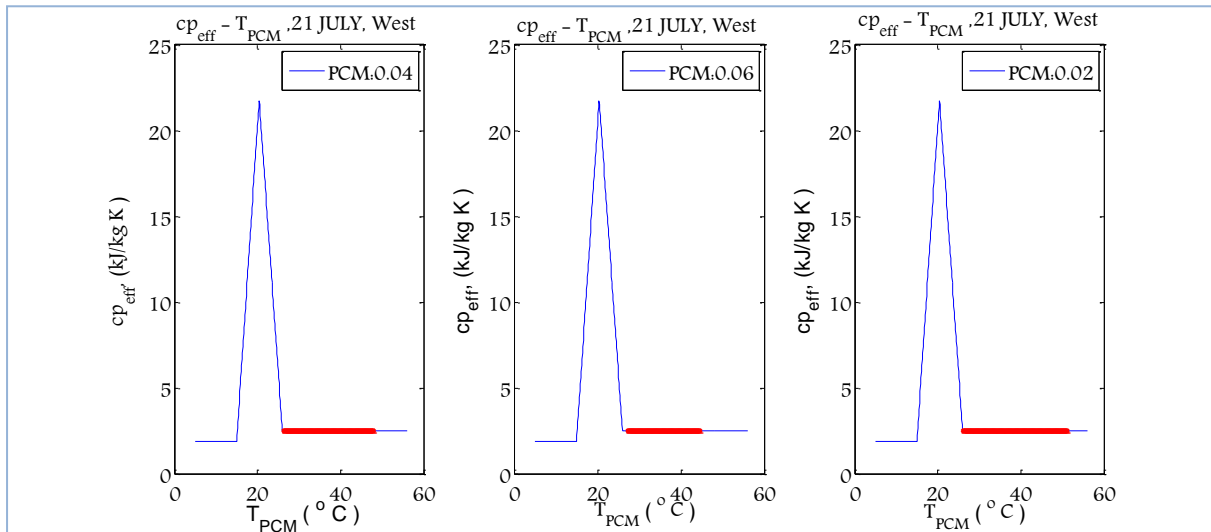 cp_eff - T_PCM ,21 JULY, West
PCM:0.04
25
20
15
10
5
0
cp_eff, (kJ/kg K )
0 20 40 60
T_PCM ( ° C )
cp_eff - T_PCM ,21 JULY, West
PCM:0.06
25
20
15
10
5
0
cp_eff, (kJ/kg K )
0 20 40 60
T_PCM ( ° C )
cp_eff - T_PCM ,21 JULY, West
PCM:0.02
25
20
15
10
5
0
cp_eff, (kJ/kg K )
0 20 40 60
T_PCM ( ° C )